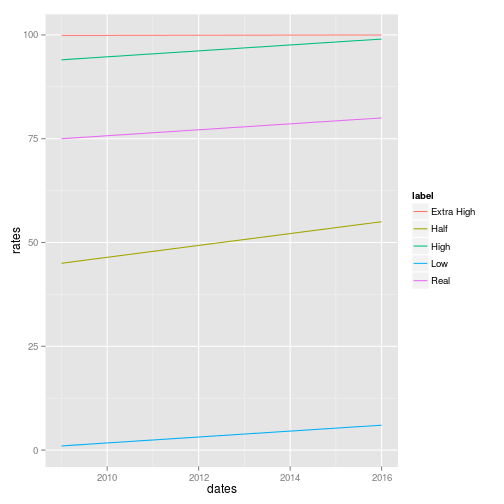 100
75
50
25
0
rates
2010
2012
2014
2016
dates
label
Extra High
Half
High
Low
Real